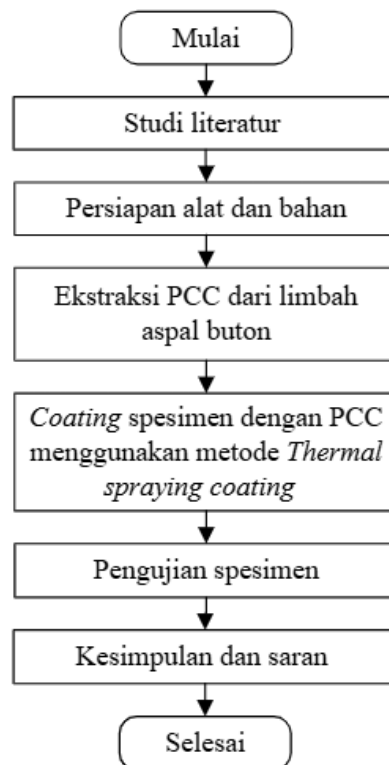 Mulai
Studi literatur
Persiapan alat dan bahan
Ekstraksi PCC dari limbah
aspal buton
Coating spesimen dengan PCC
menggunakan metode Thermal
spraying coating
Pengujian spesimen
Kesimpulan dan saran
Selesai